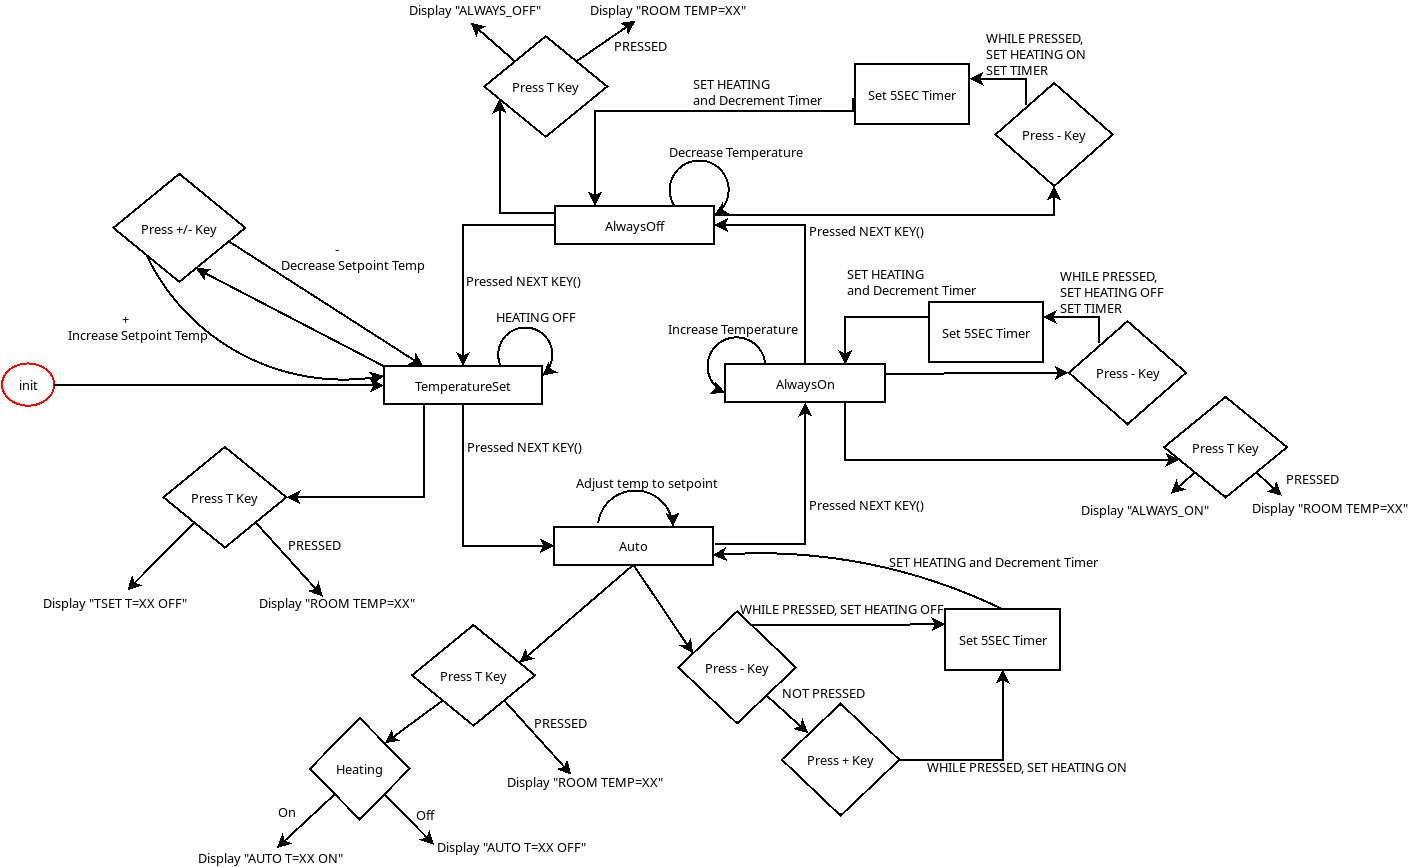 Display "ALWAYS_OFF"
Display "ROOM TEMP=XX"
PRESSED
Press T Key
WHILE PRESSED,
SET HEATING ON
SET TIMER
SET HEATING
and Decrement Timer
Set 5SEC Timer
Press - Key
Decrease Temperature
AlwaysOff
Pressed NEXT KEY()
Press +/- Key
-
Decrease Setpoint Temp
+
Increase Setpoint Temp
Pressed NEXT KEY()
HEATING OFF
SET HEATING
and Decrement Timer
WHILE PRESSED,
SET HEATING OFF
SET TIMER
Set 5SEC Timer
Increase Temperature
Press - Key
init
TemperatureSet
AlwaysOn
Pressed NEXT KEY()
Press T Key
PRESSED
Display "ALWAYS_ON"
Display "ROOM TEMP=XX"
Press T Key
PRESSED
Display "TSET T=XX OFF"
Display "ROOM TEMP=XX"
Adjust temp to setpoint
Pressed NEXT KEY()
Auto
SET HEATING and Decrement Timer
WHILE PRESSED, SET HEATING OFF
Set 5SEC Timer
Press T Key
Press - Key
NOT PRESSED
PRESSED
Press + Key
WHILE PRESSED, SET HEATING ON
Heating
Display "ROOM TEMP=XX"
On
Off
Display "AUTO T=XX ON"
Display "AUTO T=XX OFF"